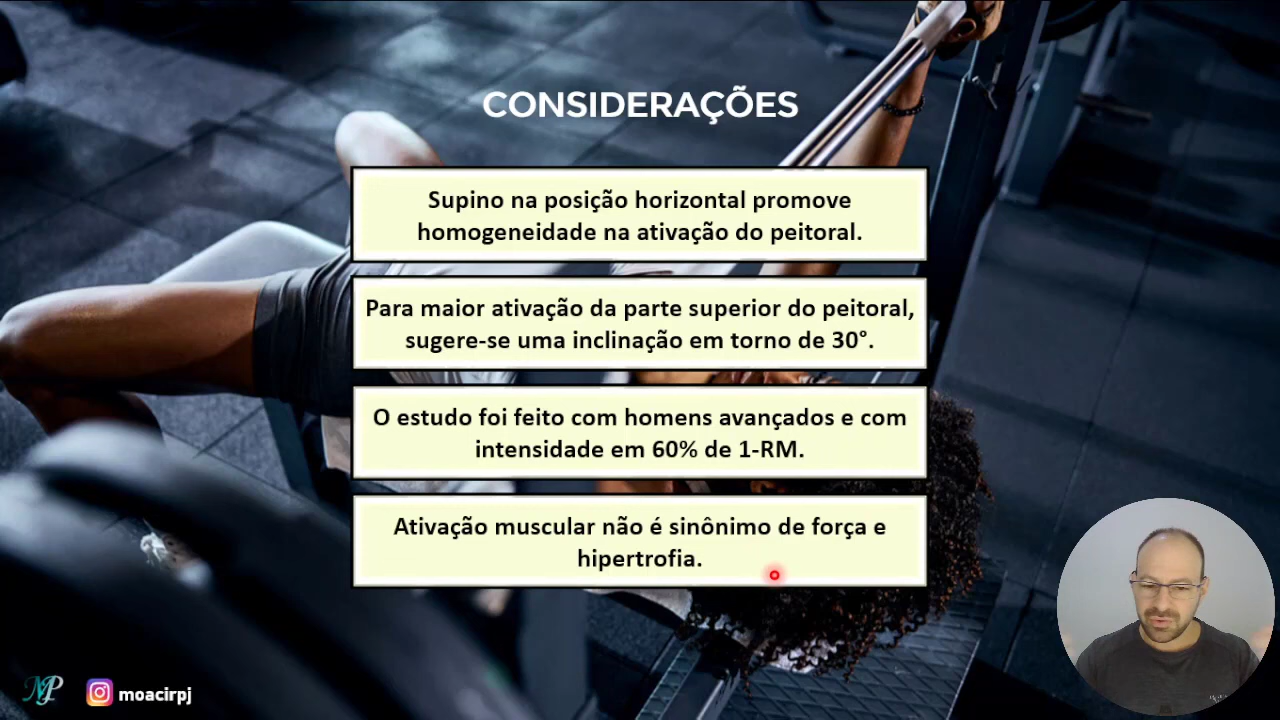 CONSIDERAÇÕES
Supino na posição horizontal promove
homogeneidade na ativação do peitoral.
Para maior ativação da parte superior do peitoral,
sugere-se uma inclinação em torno de 30°.
O estudo foi feito com homens avançados e com
intensidade em 60% de 1-RM.
Ativação muscular não é sinônimo de força e
hipertrofia.
MP
moacirpj